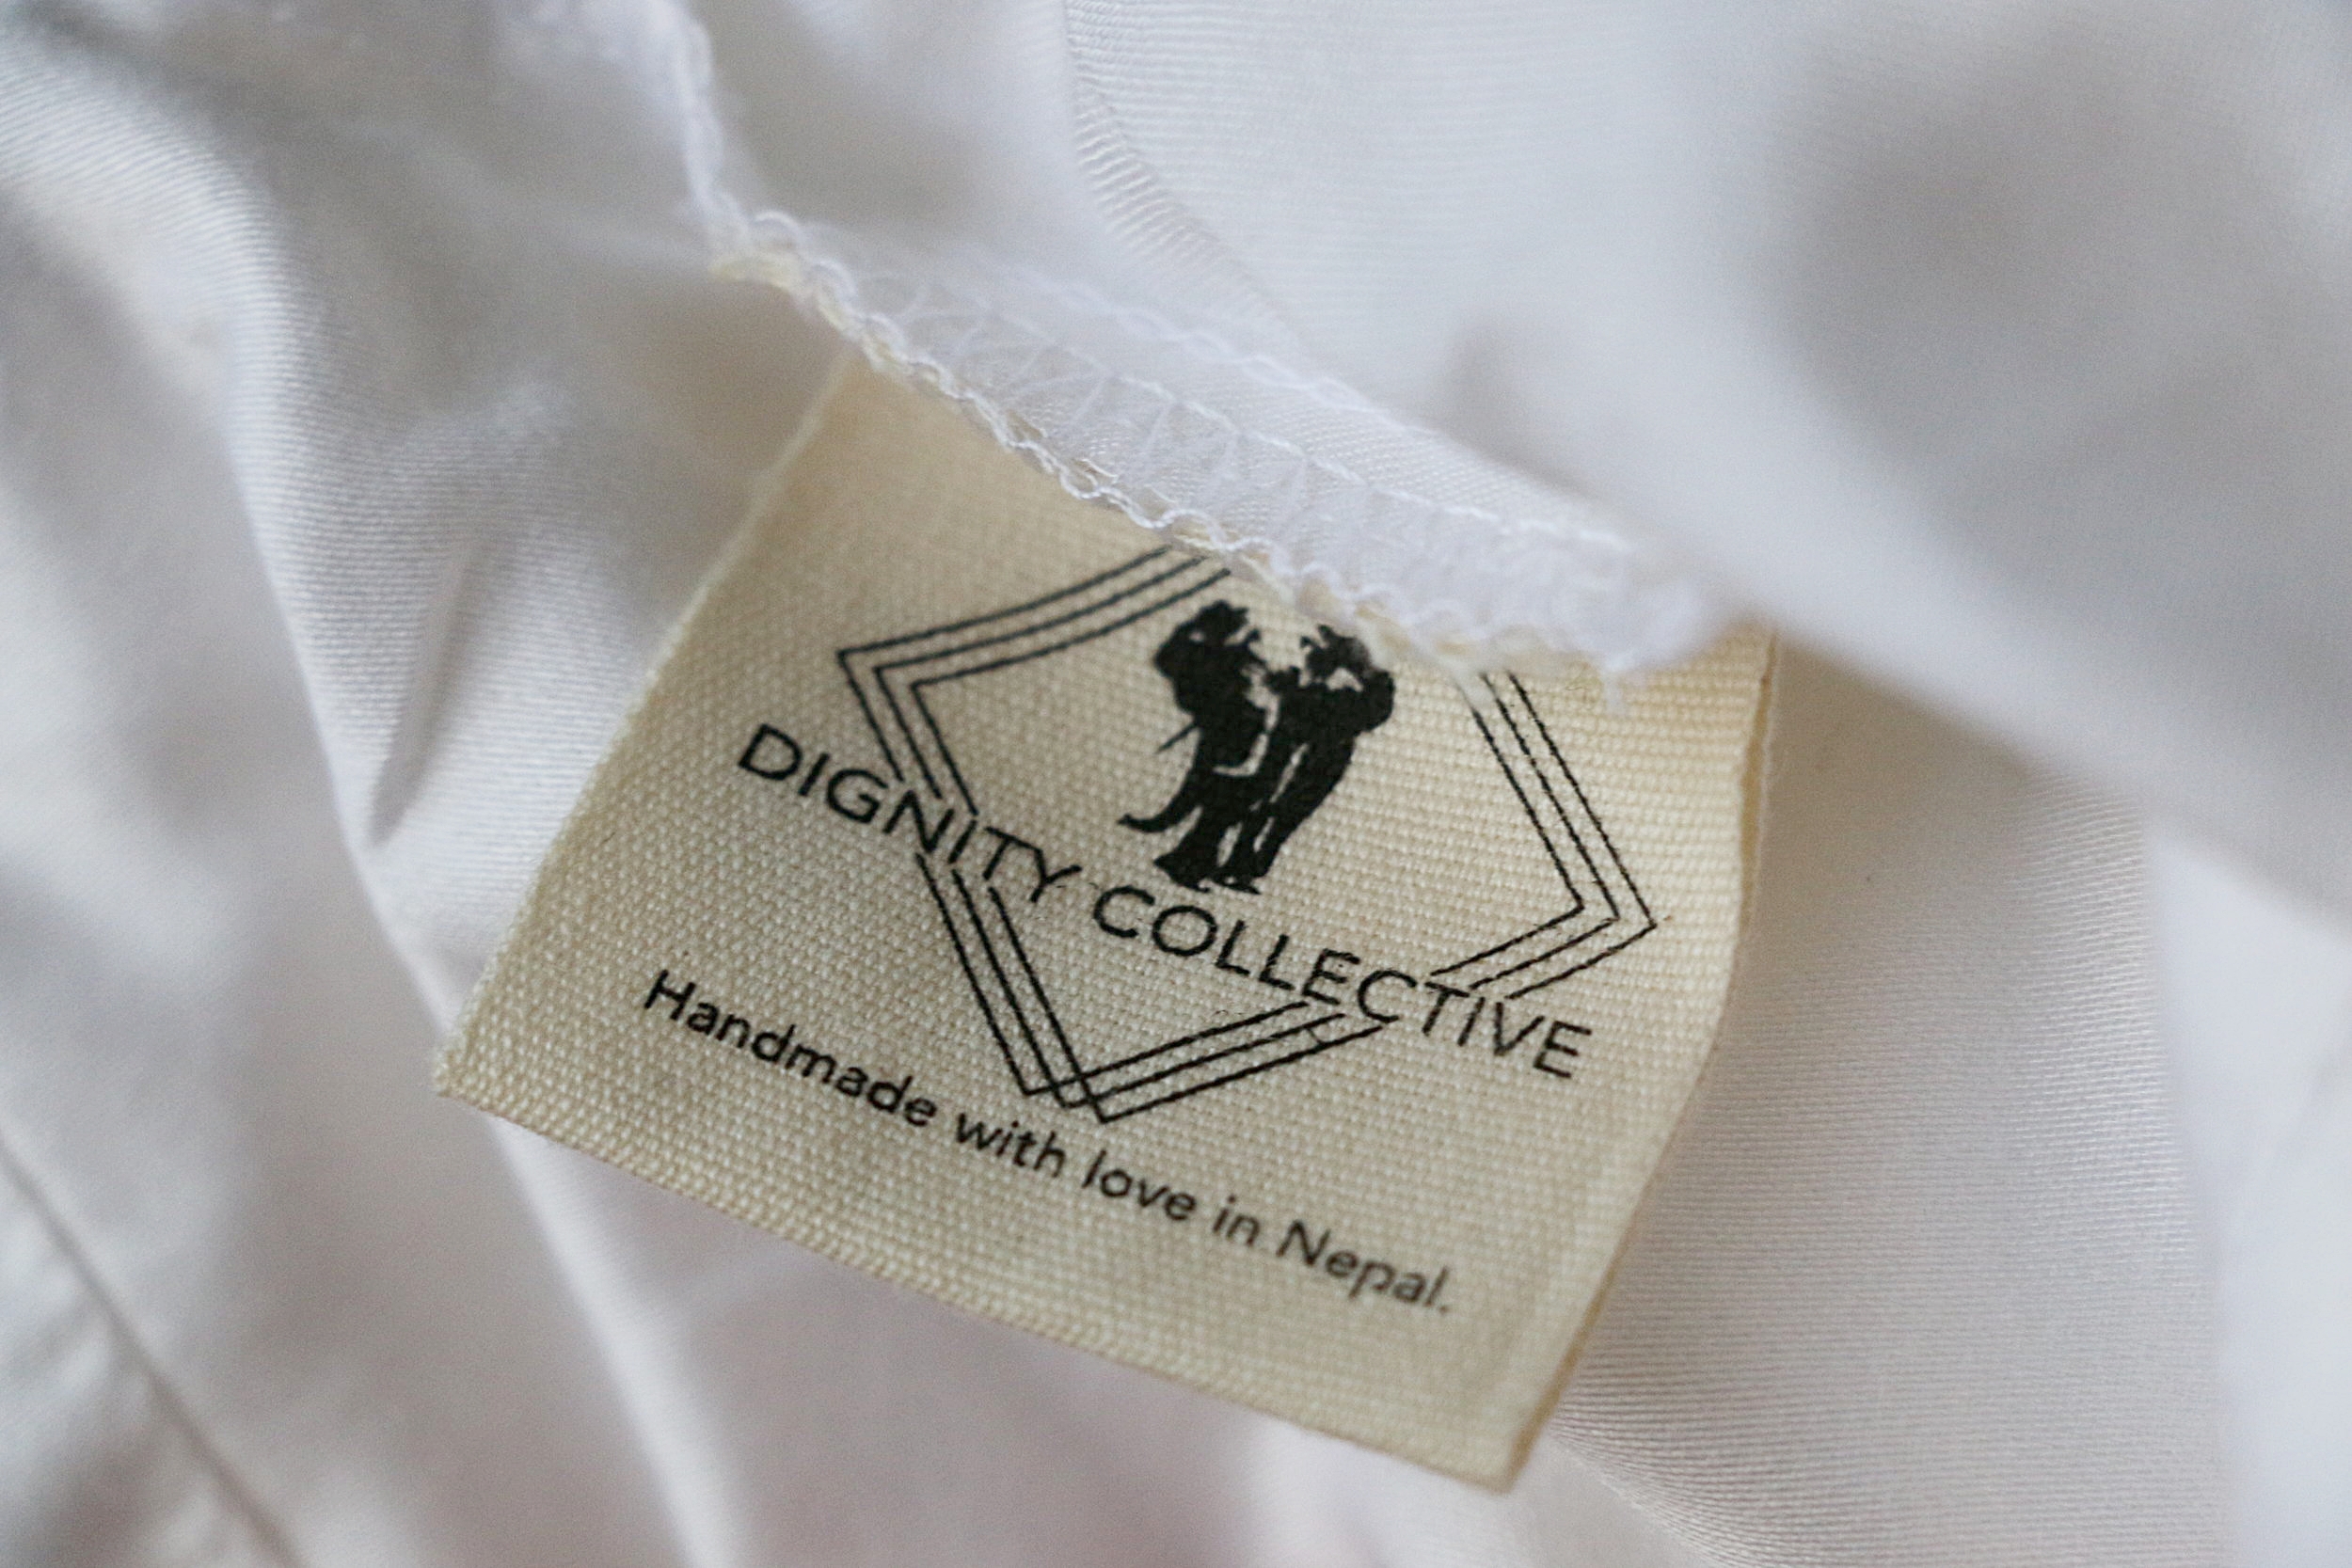 DIGNITY COLLECTIVE
Handmade with love in Nepal.